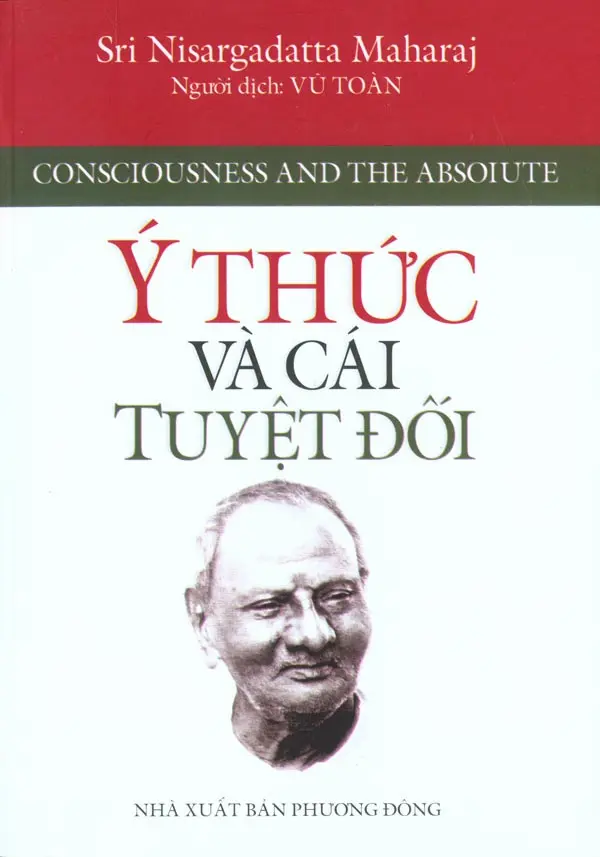 Sri Nisargadatta Maharaj
Người dịch: VŨ TOÀN
CONSCIOUSNESS AND THE ABSOIUTE
Ý THỨC
VÀ CÁI
TUYỆT ĐỐI
NHÀ XUẤT BẢN PHƯƠNG ĐÔNG